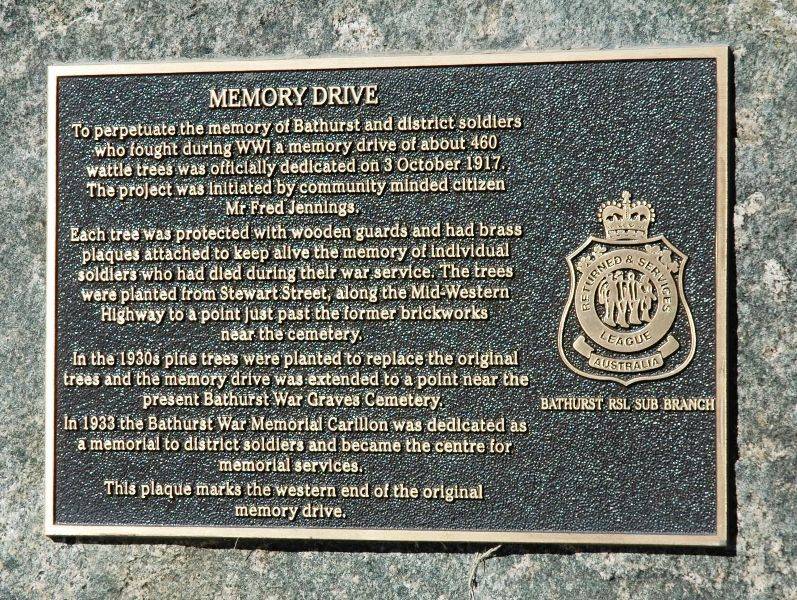 MEMORY DRIVE
To perpetuate the memory of Bathurst and district soldiers
who fought during WWI a memory drive of about 460
wattle trees was officially dedicated on 3 October 1917.
The project was initiated by community minded citizen
Mr Fred Jennings.
Each tree was protected with wooden guards and had brass
plaques attached to keep alive the memory of individual
soldiers who had died during their war service. The trees
were planted from Stewart Street, along the Mid-Western
Highway to a point just past the former brickworks
near the cemetery.
In the 1930s pine trees were planted to replace the original
trees and the memory drive was extended to a point near the
present Bathurst War Graves Cemetery.
In 1933 the Bathurst War Memorial Carillon was dedicated as
a memorial to district soldiers and became the centre for
memorial services.
This plaque marks the western end of the original
memory drive.
RETURNED & SERVICES
LEAGUE
AUSTRALIA
BATHURST RSL SUB BRANCH